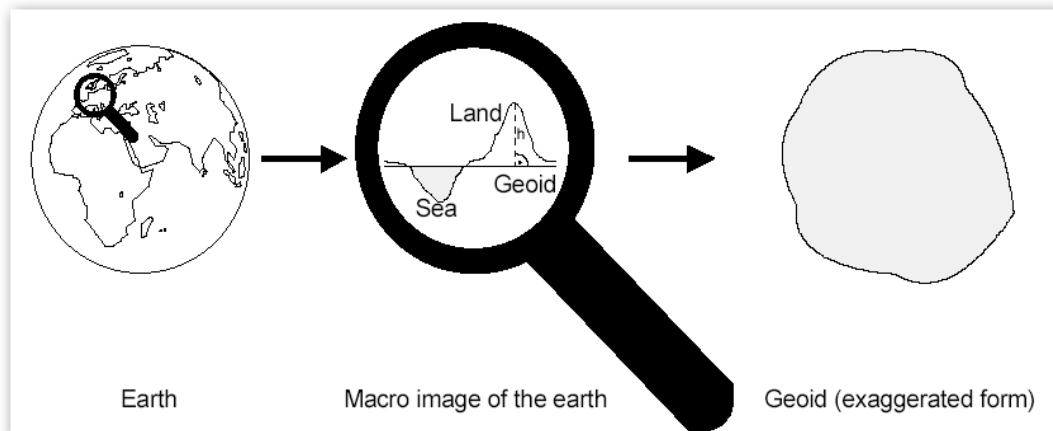 Land
h
Geoid
Sea
Earth
Macro image of the earth
Geoid (exaggerated form)